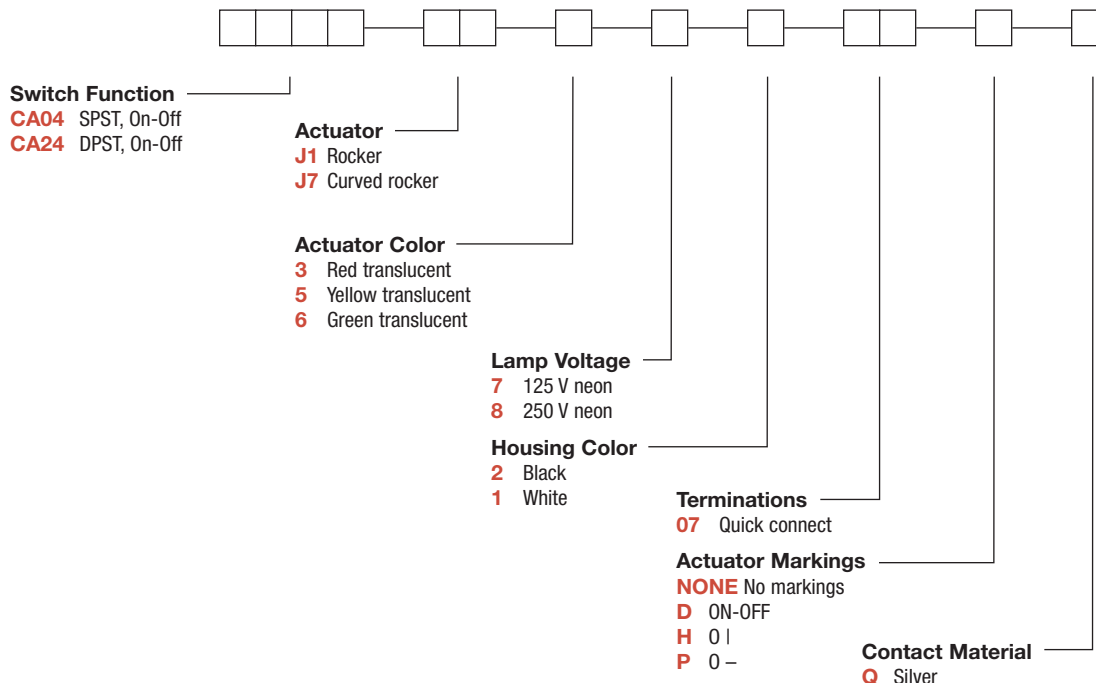 Switch Function
CA04 SPST, On-Off
CA24 DPST, On-Off
Actuator
J1 Rocker
J7 Curved rocker
Actuator Color
3 Red translucent
5 Yellow translucent
6 Green translucent
Lamp Voltage
7 125 V neon
8 250 V neon
Housing Color
2 Black
1 White
Terminations
07 Quick connect
Actuator Markings
NONE No markings
D ON-OFF
H 0 |
P 0 –
Contact Material
Q Silver